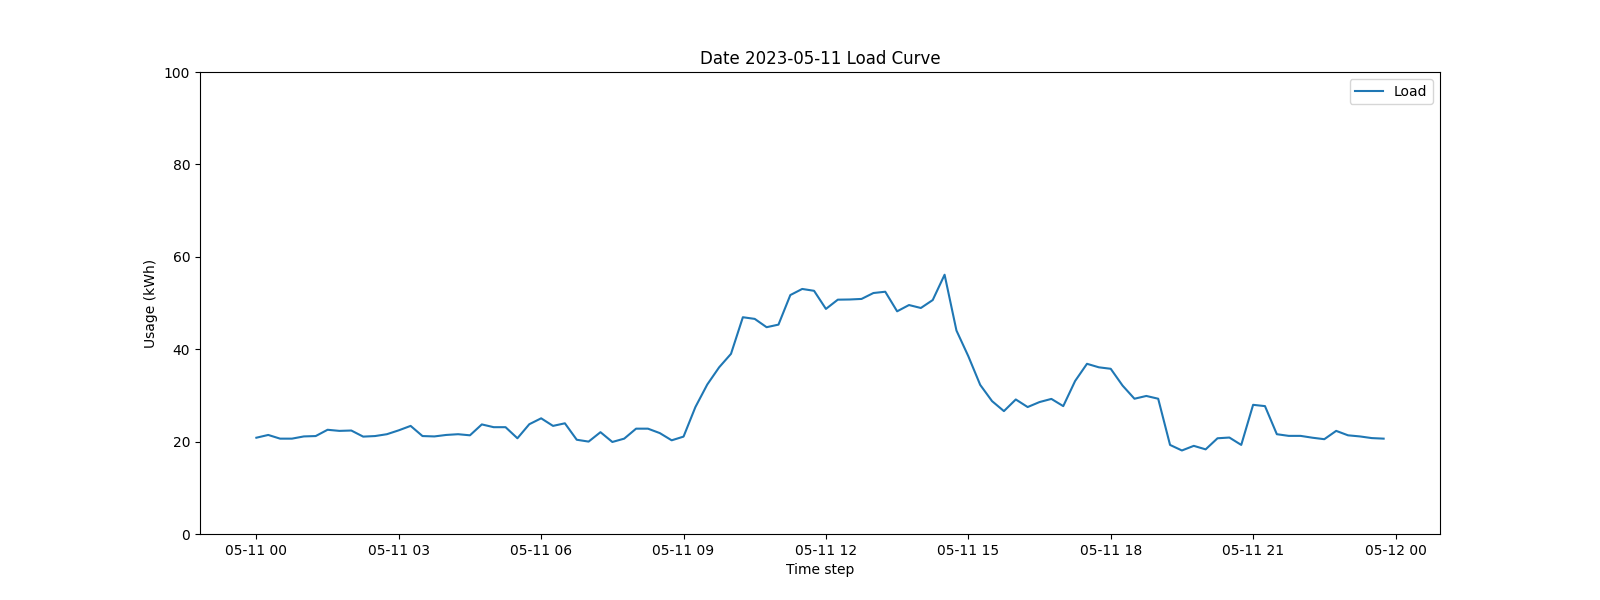 Date 2023-05-11 Load Curve
Load
Usage (kWh)
100
80
60
40
20
0
05-11 00 05-11 03 05-11 06 05-11 09 05-11 12 05-11 15 05-11 18 05-11 21 05-12 00
Time step